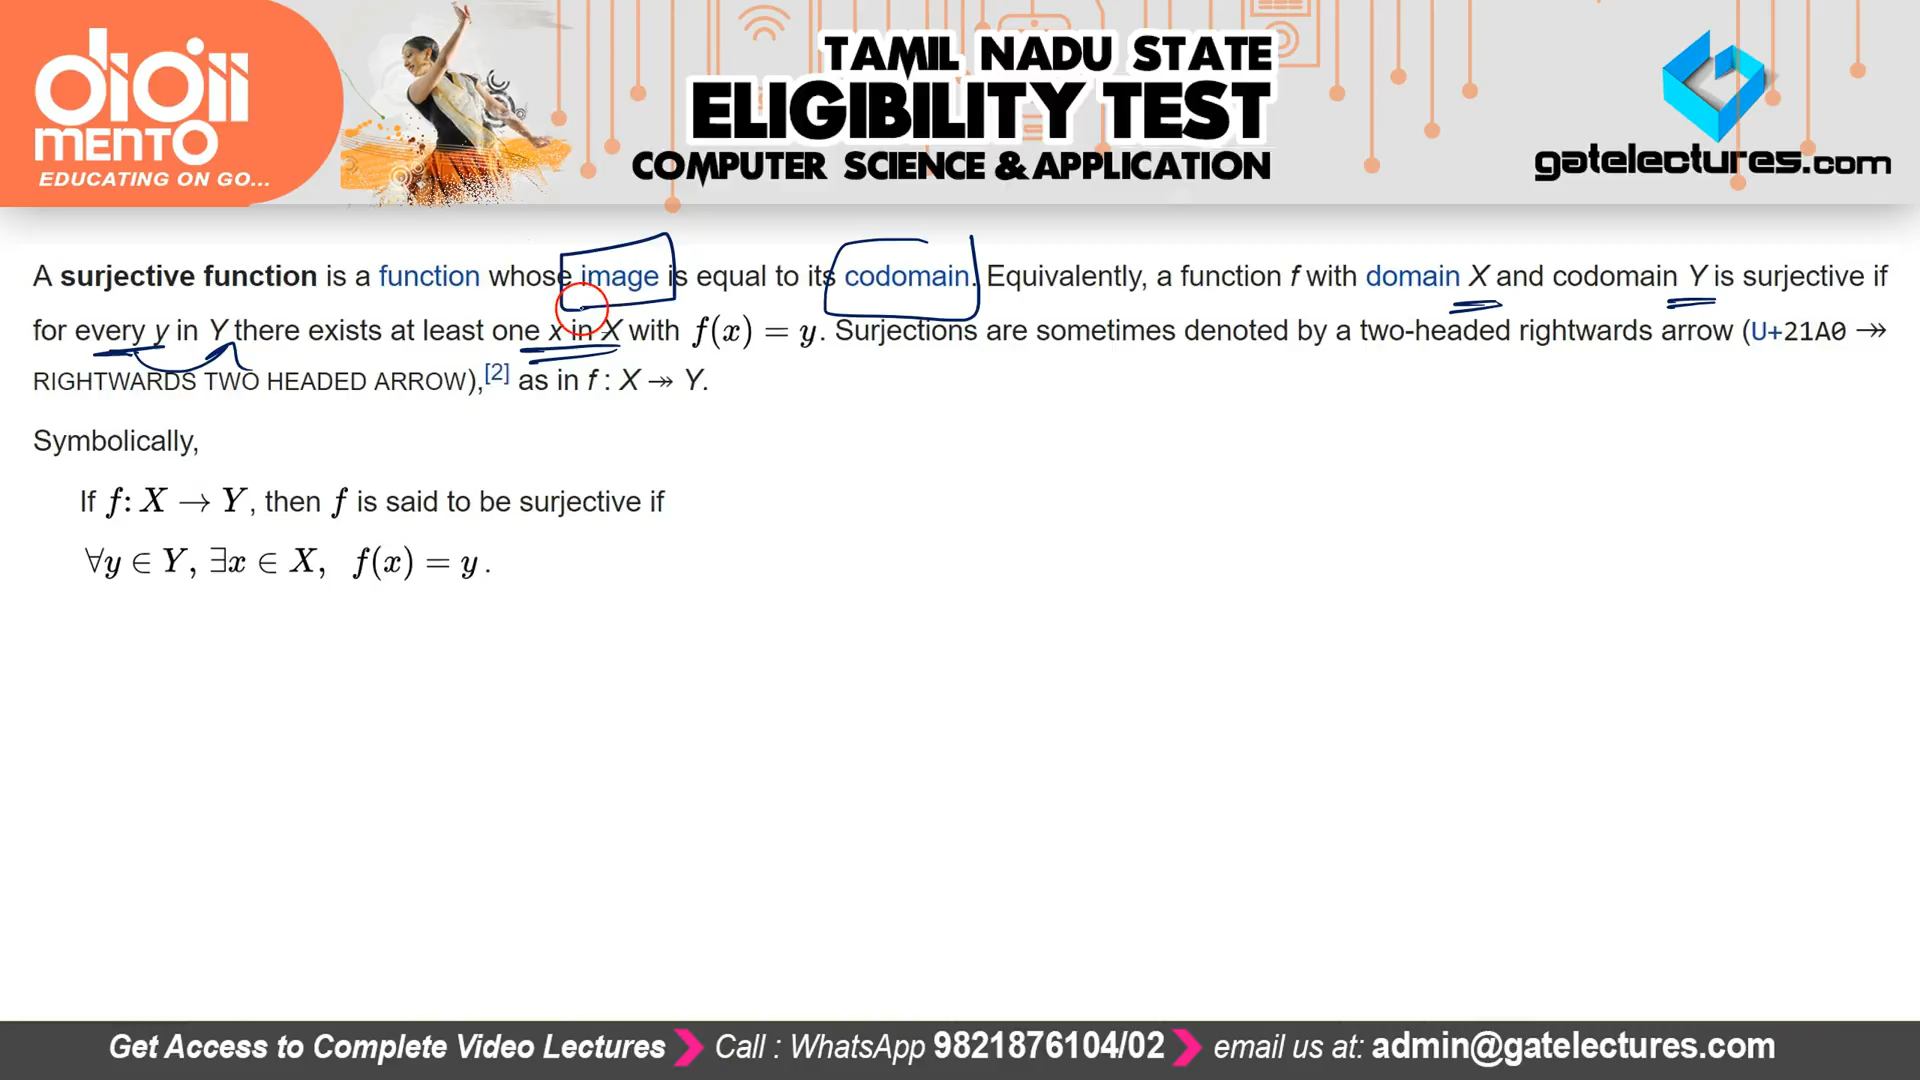 digii
MENTO
EDUCATING ON GO...
TAMIL NADU STATE
ELIGIBILITY TEST
COMPUTER SCIENCE & APPLICATION
gatelectures.com
A surjective function is a function whose image is equal to its codomain. Equivalently, a function f with domain X and codomain Y is surjective if
for every y in Y there exists at least one x in X with f(x) = y. Surjections are sometimes denoted by a two-headed rightwards arrow (U+21A0 ↠
RIGHTWARDS TWO HEADED ARROW),[2] as in f : X ↠ Y.
Symbolically,
If f: X → Y, then f is said to be surjective if
∀y ∈ Y, ∃x ∈ X, f(x) = y.
Get Access to Complete Video Lectures Call : WhatsApp 9821876104/02 email us at: admin@gatelectures.com